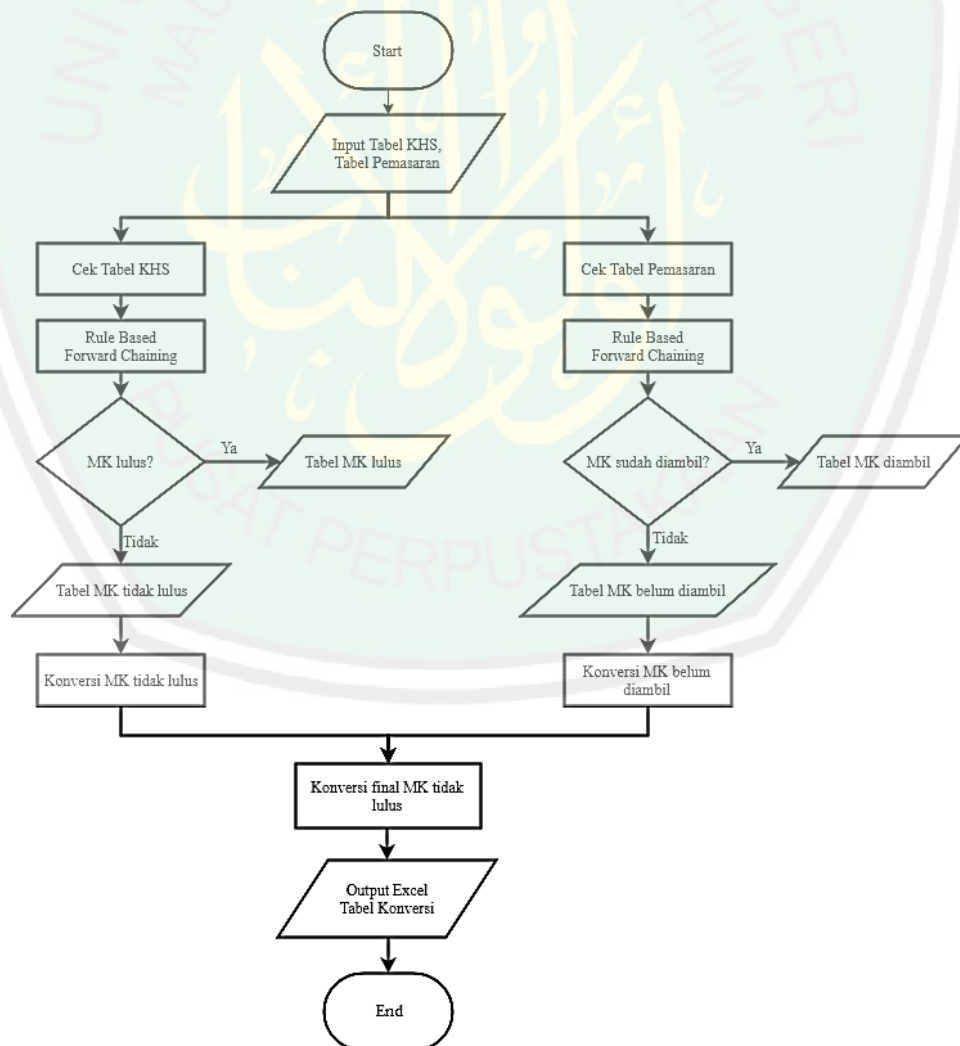 Start
Input Tabel KHS,
Tabel Pemasaran
Cek Tabel KHS
Cek Tabel Pemasaran
Rule Based
Forward Chaining
Rule Based
Forward Chaining
MK lulus?
Ya
Tabel MK lulus
MK sudah diambil?
Ya
Tabel MK diambil
Tidak
Tidak
Tabel MK tidak lulus
Tabel MK belum diambil
Konversi MK tidak lulus
Konversi MK belum
diambil
Konversi final MK tidak
lulus
Output Excel
Tabel Konversi
End
PUSAT PERPUSTAKAAN